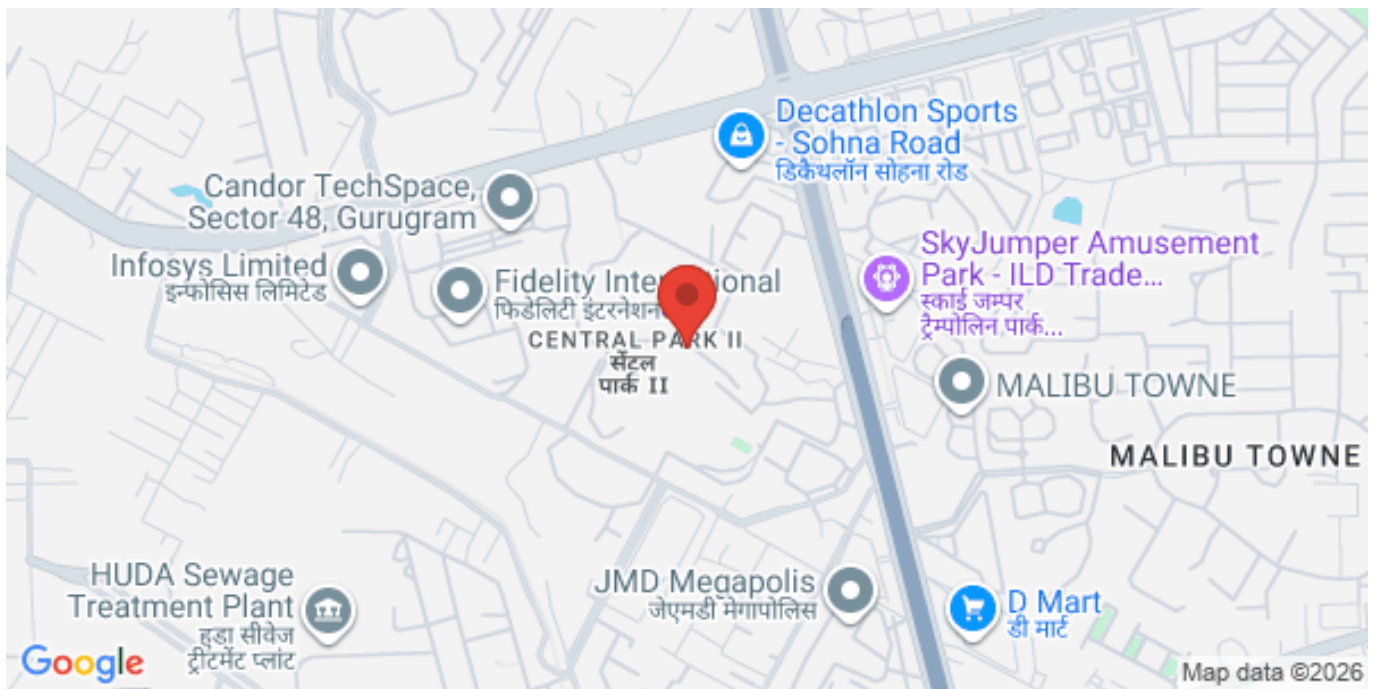 Decathlon Sports
- Sohna Road
डिकैथलॉन सोहना रोड
Candor TechSpace,
Sector 48, Gurugram
SkyJumper Amusement
Park - ILD Trade...
स्काई जम्पर
ट्रैम्पोलिन पार्क...
Infosys Limited
इन्फोसिस लिमिटेड
Fidelity International
फिडेलिटी इंटरनेशन
CENTRAL PARK II
सेंटल
पार्क II
MALIBU TOWNE
MALIBU TOWNE
HUDA Sewage
Treatment Plant
हुडा सीवेज
ट्रीटमेंट प्लांट
JMD Megapolis
जेएमडी मेगापोलिस
D Mart
डी मार्ट
Google
Map data ©2026